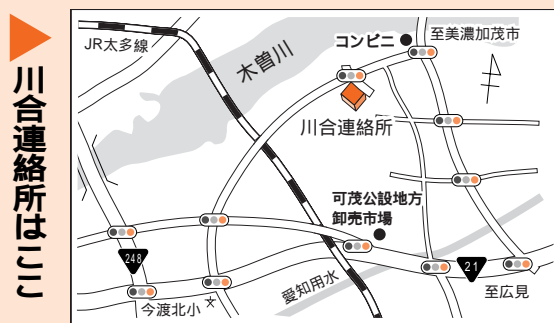 川合連絡所はここ
JR太多線
木曽川
コンビニ
至美濃加茂市
川合連絡所
可茂公設地方
卸売市場
248
21
愛知用水
今渡北小
至広見